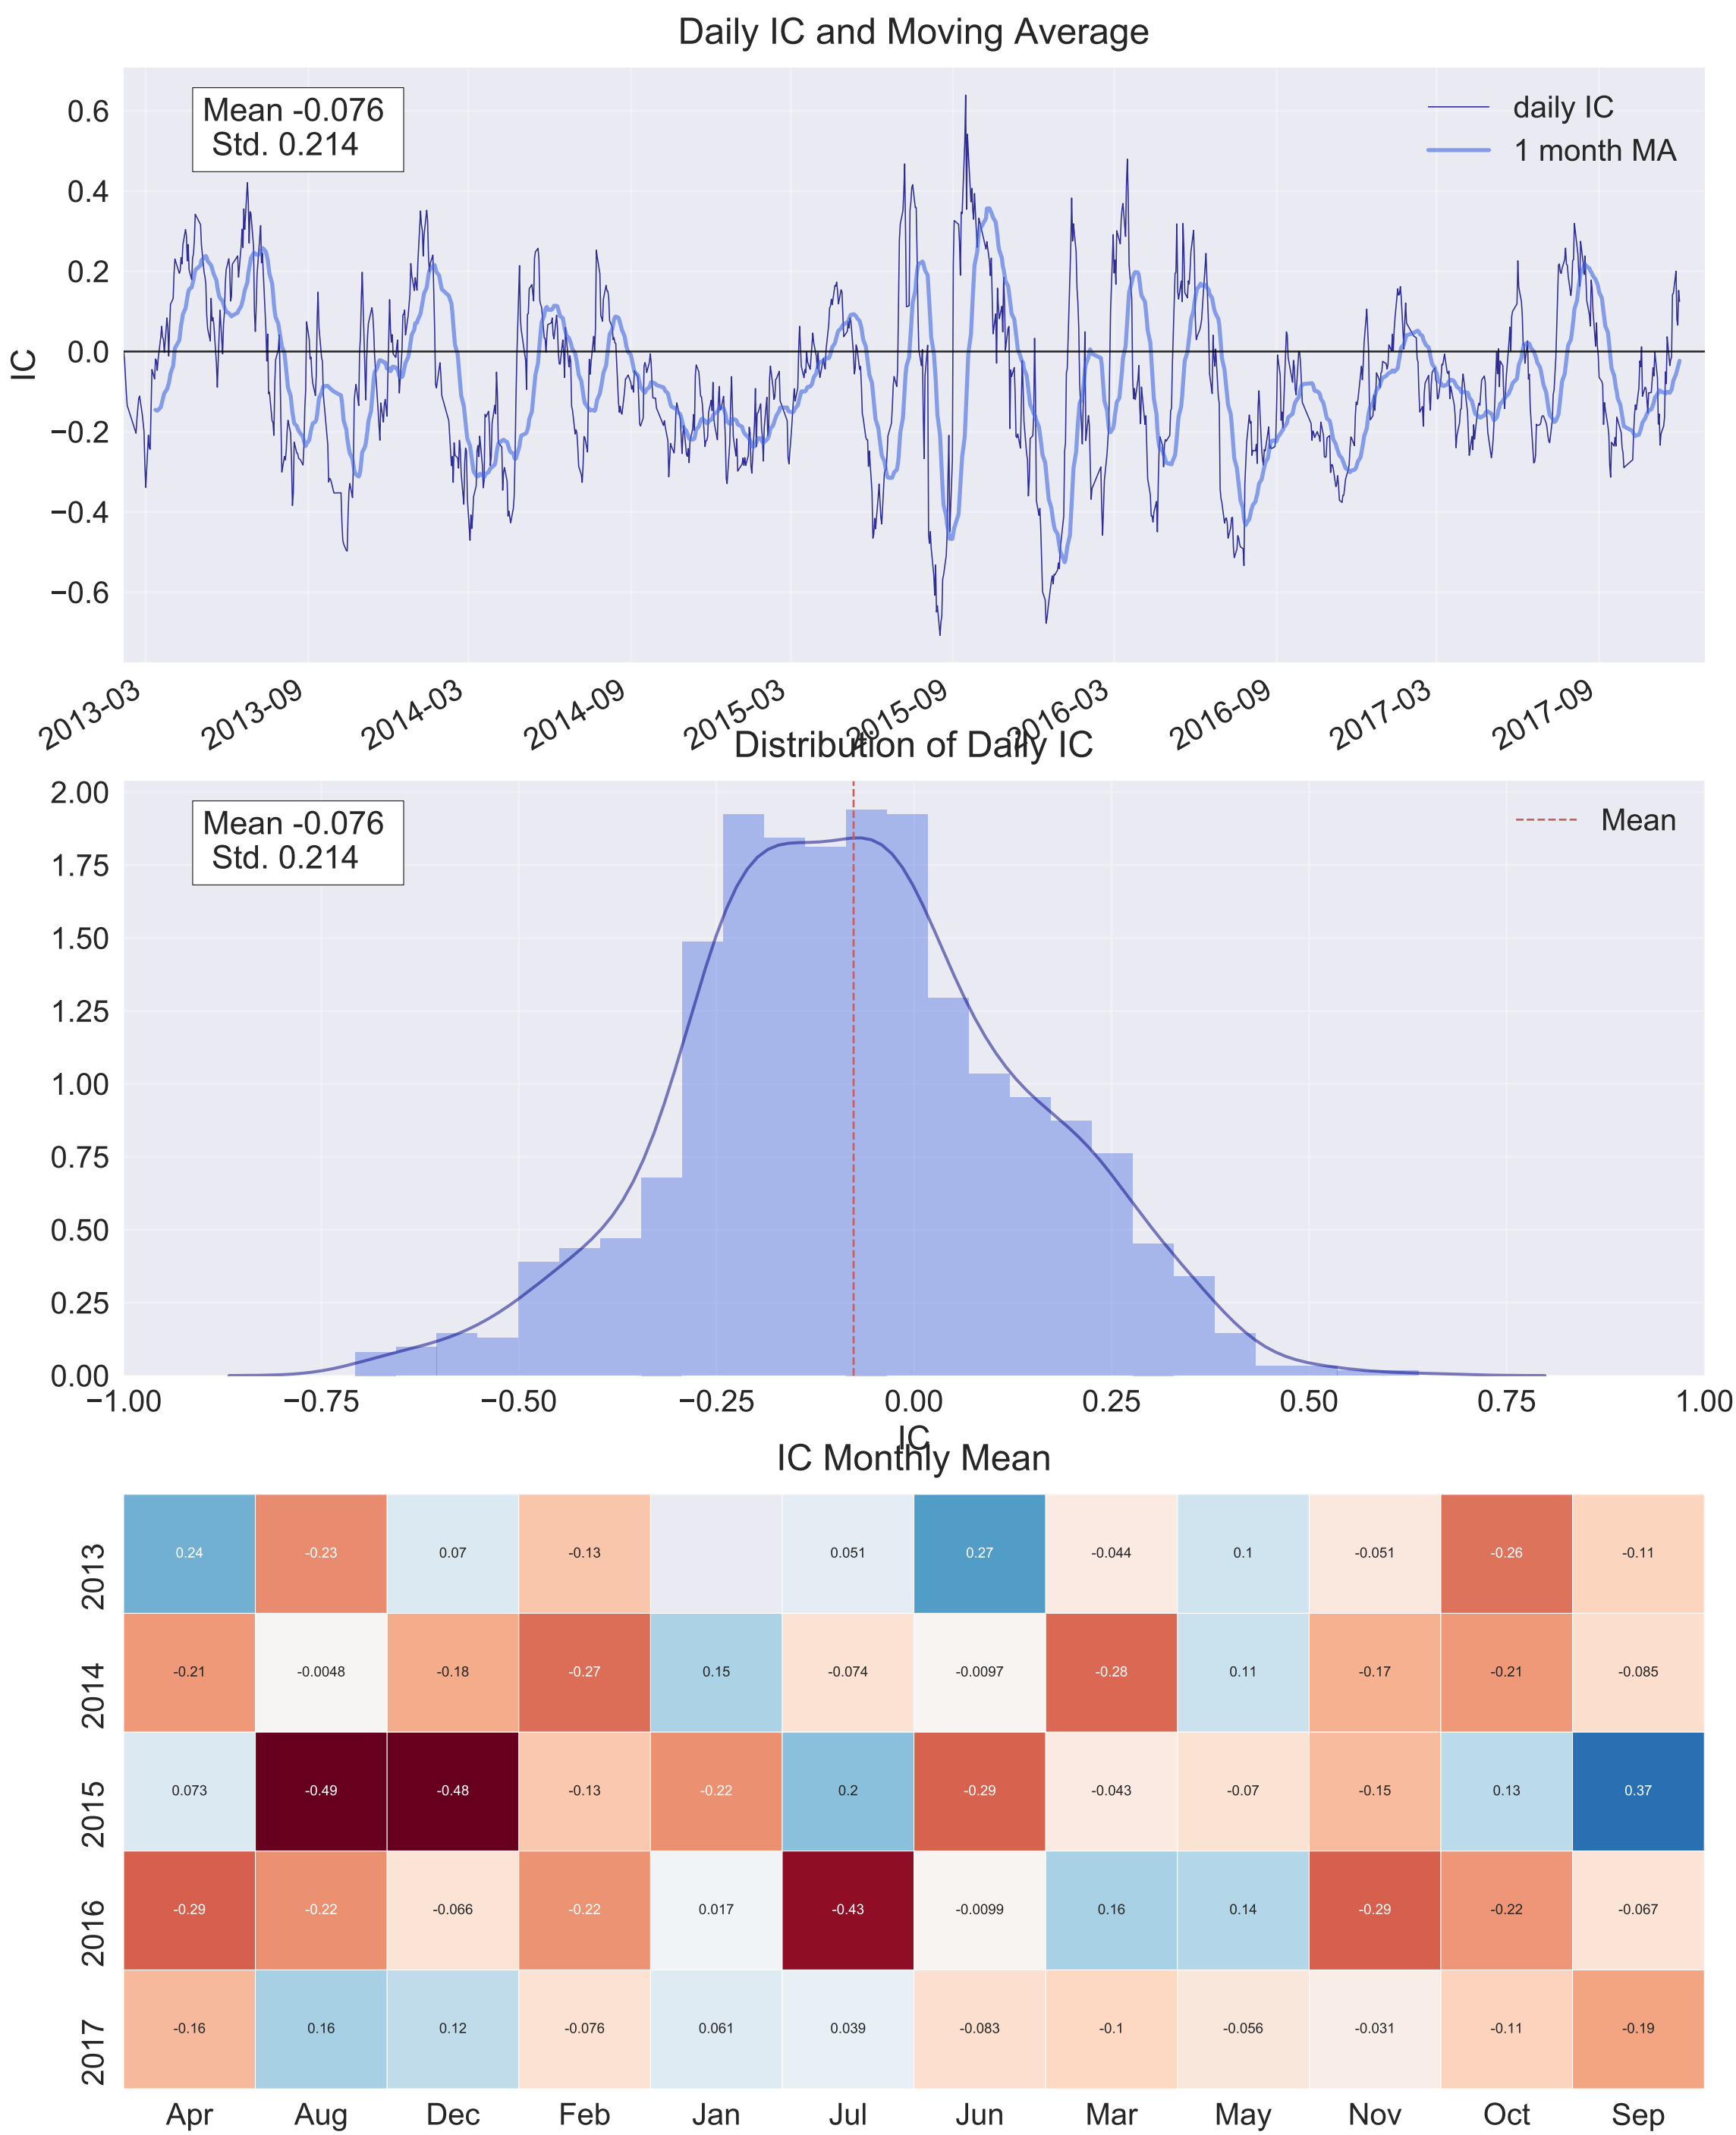 Daily IC and Moving Average
Mean -0.076
Std. 0.214
daily IC
1 month MA
0.6
0.4
0.2
0.0
−0.2
−0.4
−0.6
IC
2013-03 2013-09 2014-03 2014-09 2015-03 2015-09 2016-03 2016-09 2017-03 2017-09
Distribution of Daily IC
Mean -0.076
Std. 0.214
Mean
2.00
1.75
1.50
1.25
1.00
0.75
0.50
0.25
0.00
−1.00 −0.75 −0.50 −0.25 0.00 0.25 0.50 0.75 1.00
IC
IC Monthly Mean
2013 0.24 -0.23 0.07 -0.13 0.051 0.27 -0.044 0.1 -0.051 -0.26 -0.11
2014 -0.21 -0.0048 -0.18 -0.27 0.15 -0.074 -0.0097 -0.28 0.11 -0.17 -0.21 -0.085
2015 0.073 -0.49 -0.48 -0.13 -0.22 0.2 -0.29 -0.043 -0.07 -0.15 0.13 0.37
2016 -0.29 -0.22 -0.066 -0.22 0.017 -0.43 -0.0099 0.16 0.14 -0.29 -0.22 -0.067
2017 -0.16 0.16 0.12 -0.076 0.061 0.039 -0.083 -0.1 -0.056 -0.031 -0.11 -0.19
Apr Aug Dec Feb Jan Jul Jun Mar May Nov Oct Sep